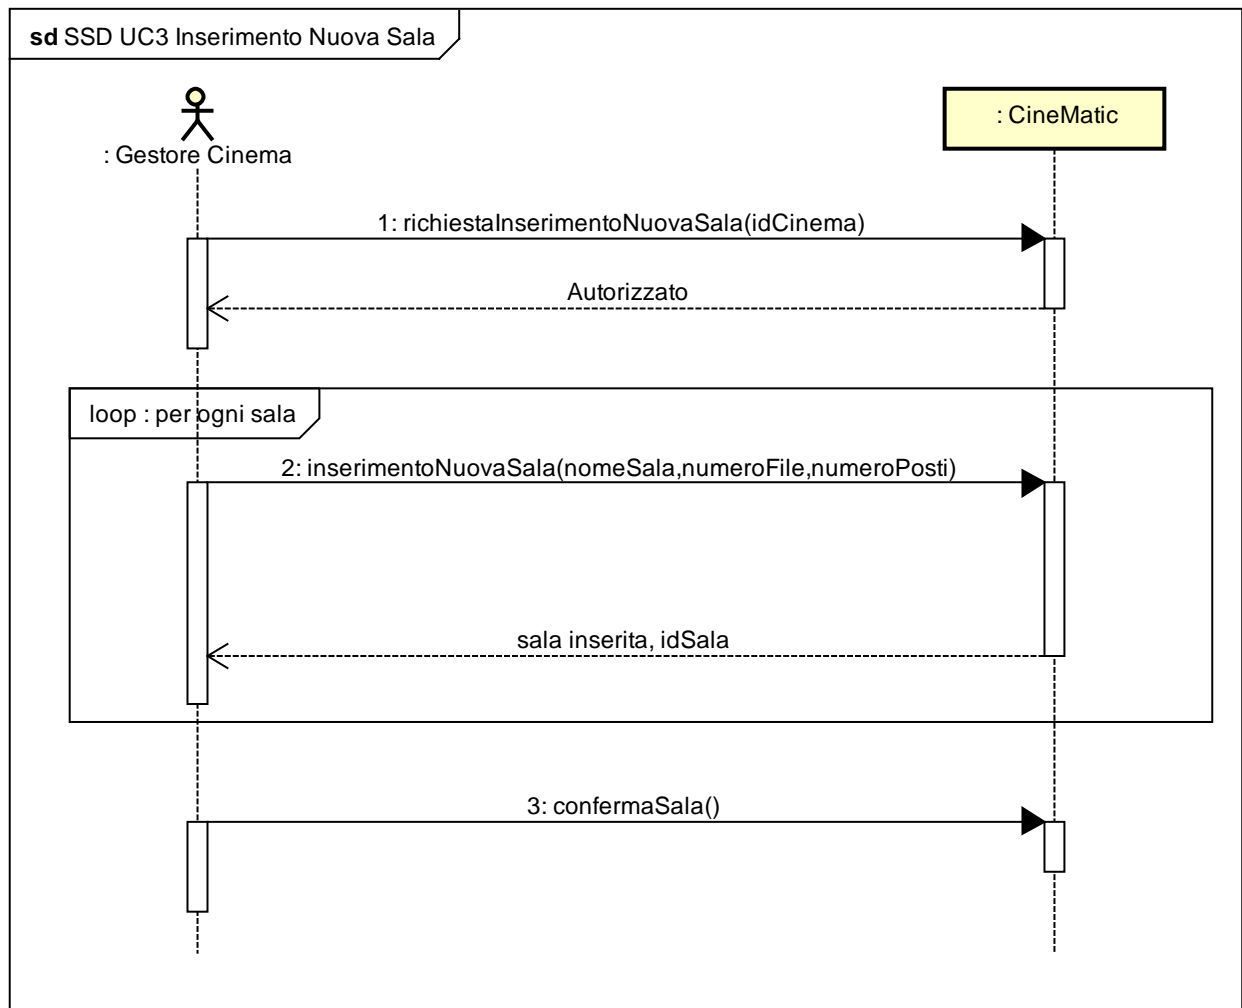 sd SSD UC3 Inserimento Nuova Sala
: Gestore Cinema
: CineMatic
1: richiestaInserimentoNuovaSala(idCinema)
Autorizzato
loop : per ogni sala
2: inserimentoNuovaSala(nomeSala,numeroFile,numeroPosti)
sala inserita, idSala
3: confermaSala()